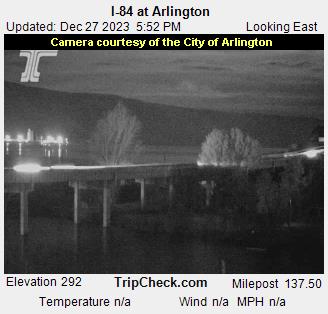 I-84 at Arlington
Updated: Dec 27 2023 5:52 PM Looking East
Camera courtesy of the City of Arlington
Elevation 292 TripCheck.com Milepost 137.50
Temperature n/a Wind n/a MPH n/a